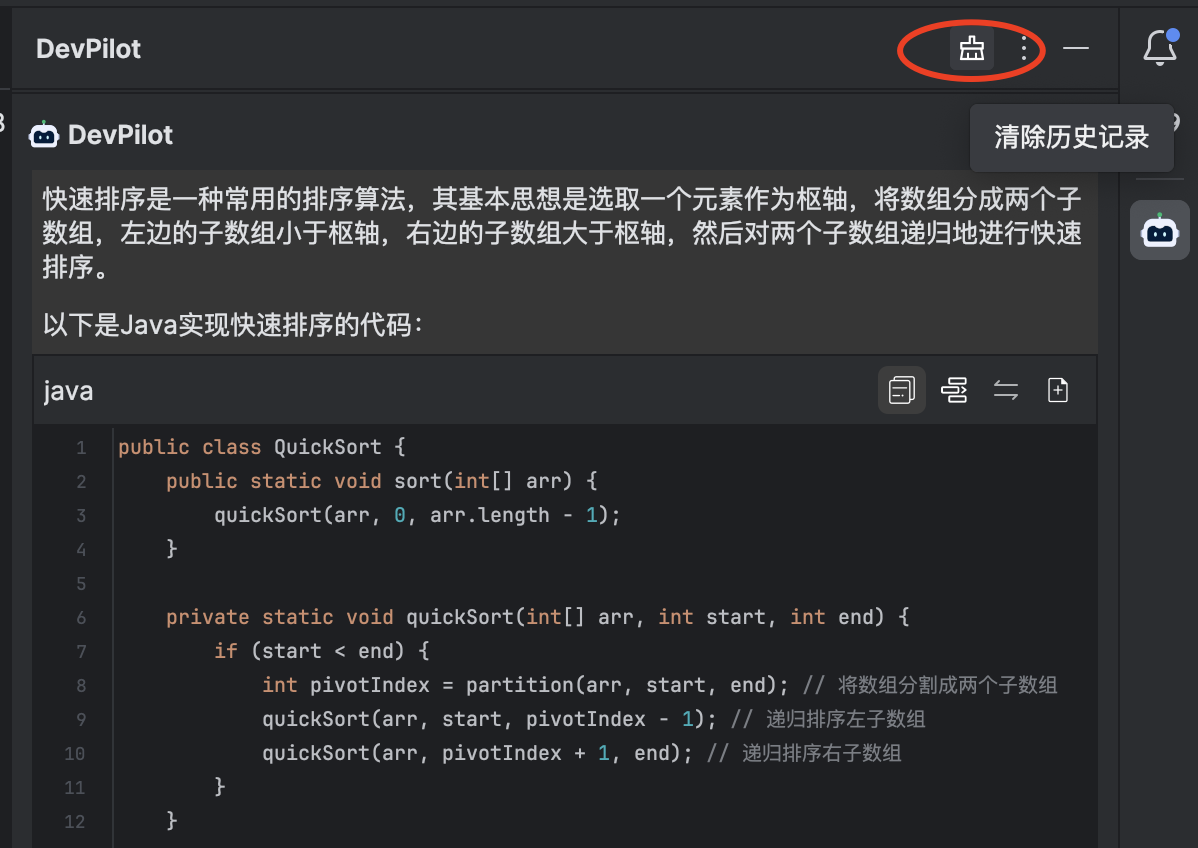 DevPilot
DevPilot
清除历史记录
快速排序是一种常用的排序算法，其基本思想是选取一个元素作为枢轴，将数组分成两个子
数组，左边的子数组小于枢轴，右边的子数组大于枢轴，然后对两个子数组递归地进行快速
排序。
以下是Java实现快速排序的代码：
java
1 public class QuickSort {
2     public static void sort(int[] arr) {
3         quickSort(arr, 0, arr.length - 1);
4     }
5
6     private static void quickSort(int[] arr, int start, int end) {
7         if (start < end) {
8             int pivotIndex = partition(arr, start, end); // 将数组分割成两个子数组
9             quickSort(arr, start, pivotIndex - 1); // 递归排序左子数组
10             quickSort(arr, pivotIndex + 1, end); // 递归排序右子数组
11         }
12     }